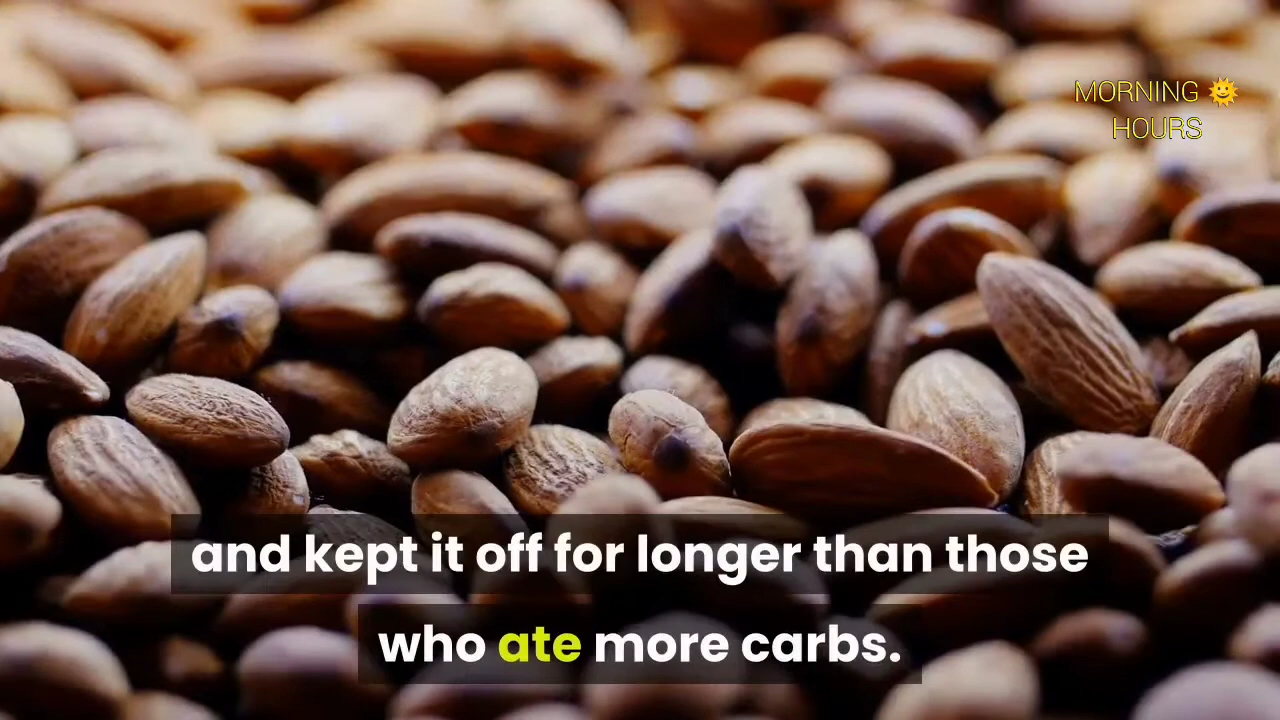 MORNING 🌞
HOURS
and kept it off for longer than those
who ate more carbs.